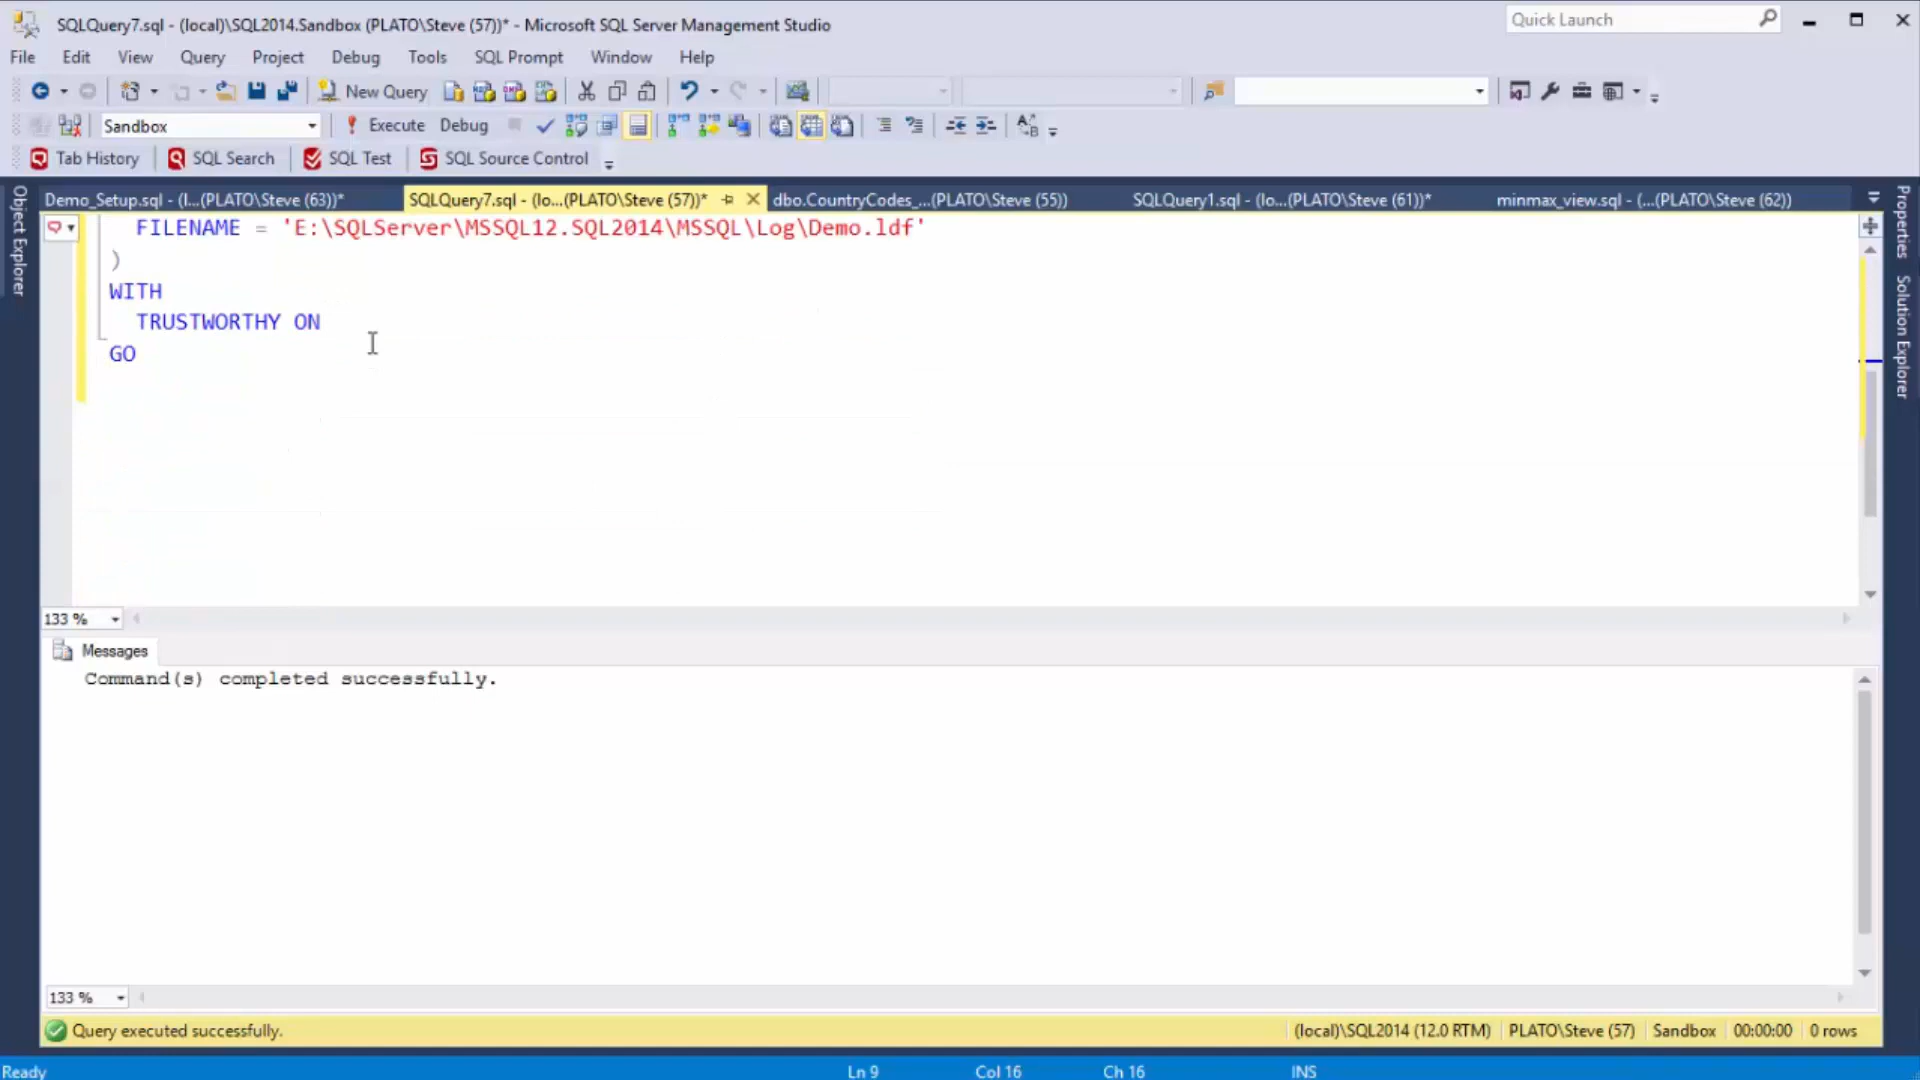 SQLQuery7.sql - (local)\SQL2014.Sandbox (PLATO\Steve (57))* - Microsoft SQL Server Management Studio
Quick Launch
File Edit View Query Project Debug Tools SQL Prompt Window Help
New Query
Sandbox Execute Debug
Tab History SQL Search SQL Test SQL Source Control
Object Explorer
Demo_Setup.sql - (l...(PLATO\Steve (63))* SQLQuery7.sql - (lo...(PLATO\Steve (57))* dbo.CountryCodes_...(PLATO\Steve (55)) SQLQuery1.sql - (lo...(PLATO\Steve (61))* minmax_view.sql - (...(PLATO\Steve (62))
Properties
Solution Explorer
FILENAME = 'E:\SQLServer\MSSQL12.SQL2014\MSSQL\Log\Demo.ldf'
)
WITH
TRUSTWORTHY ON
GO
133 %
Messages
Command(s) completed successfully.
133 %
Query executed successfully. (local)\SQL2014 (12.0 RTM) PLATO\Steve (57) Sandbox 00:00:00 0 rows
Ready Ln 9 Col 16 Ch 16 INS